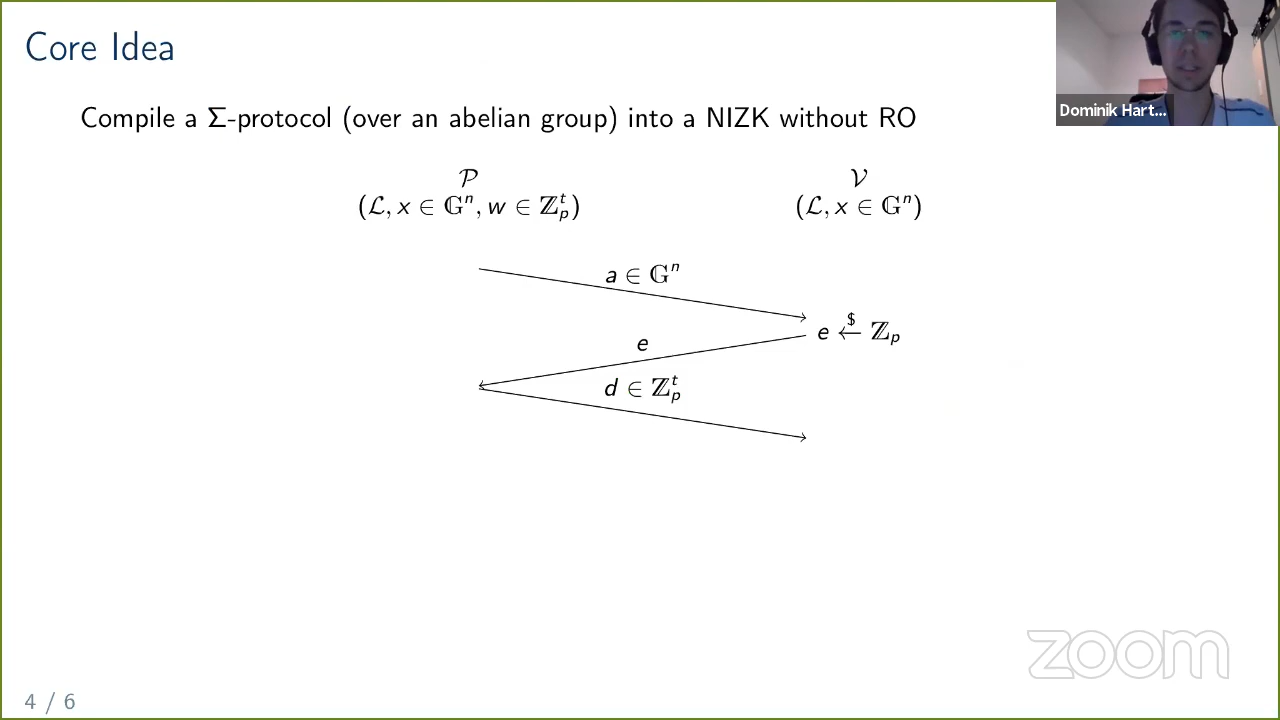 Core Idea
Dominik Hart...
Compile a Σ-protocol (over an abelian group) into a NIZK without RO
𝒫 𝒱
(ℒ, x ∈ 𝔾ⁿ, w ∈ ℤₚᵗ) (ℒ, x ∈ 𝔾ⁿ)
a ∈ 𝔾ⁿ
e ←$ ℤₚ
e
d ∈ ℤₚᵗ
zoom
4 / 6